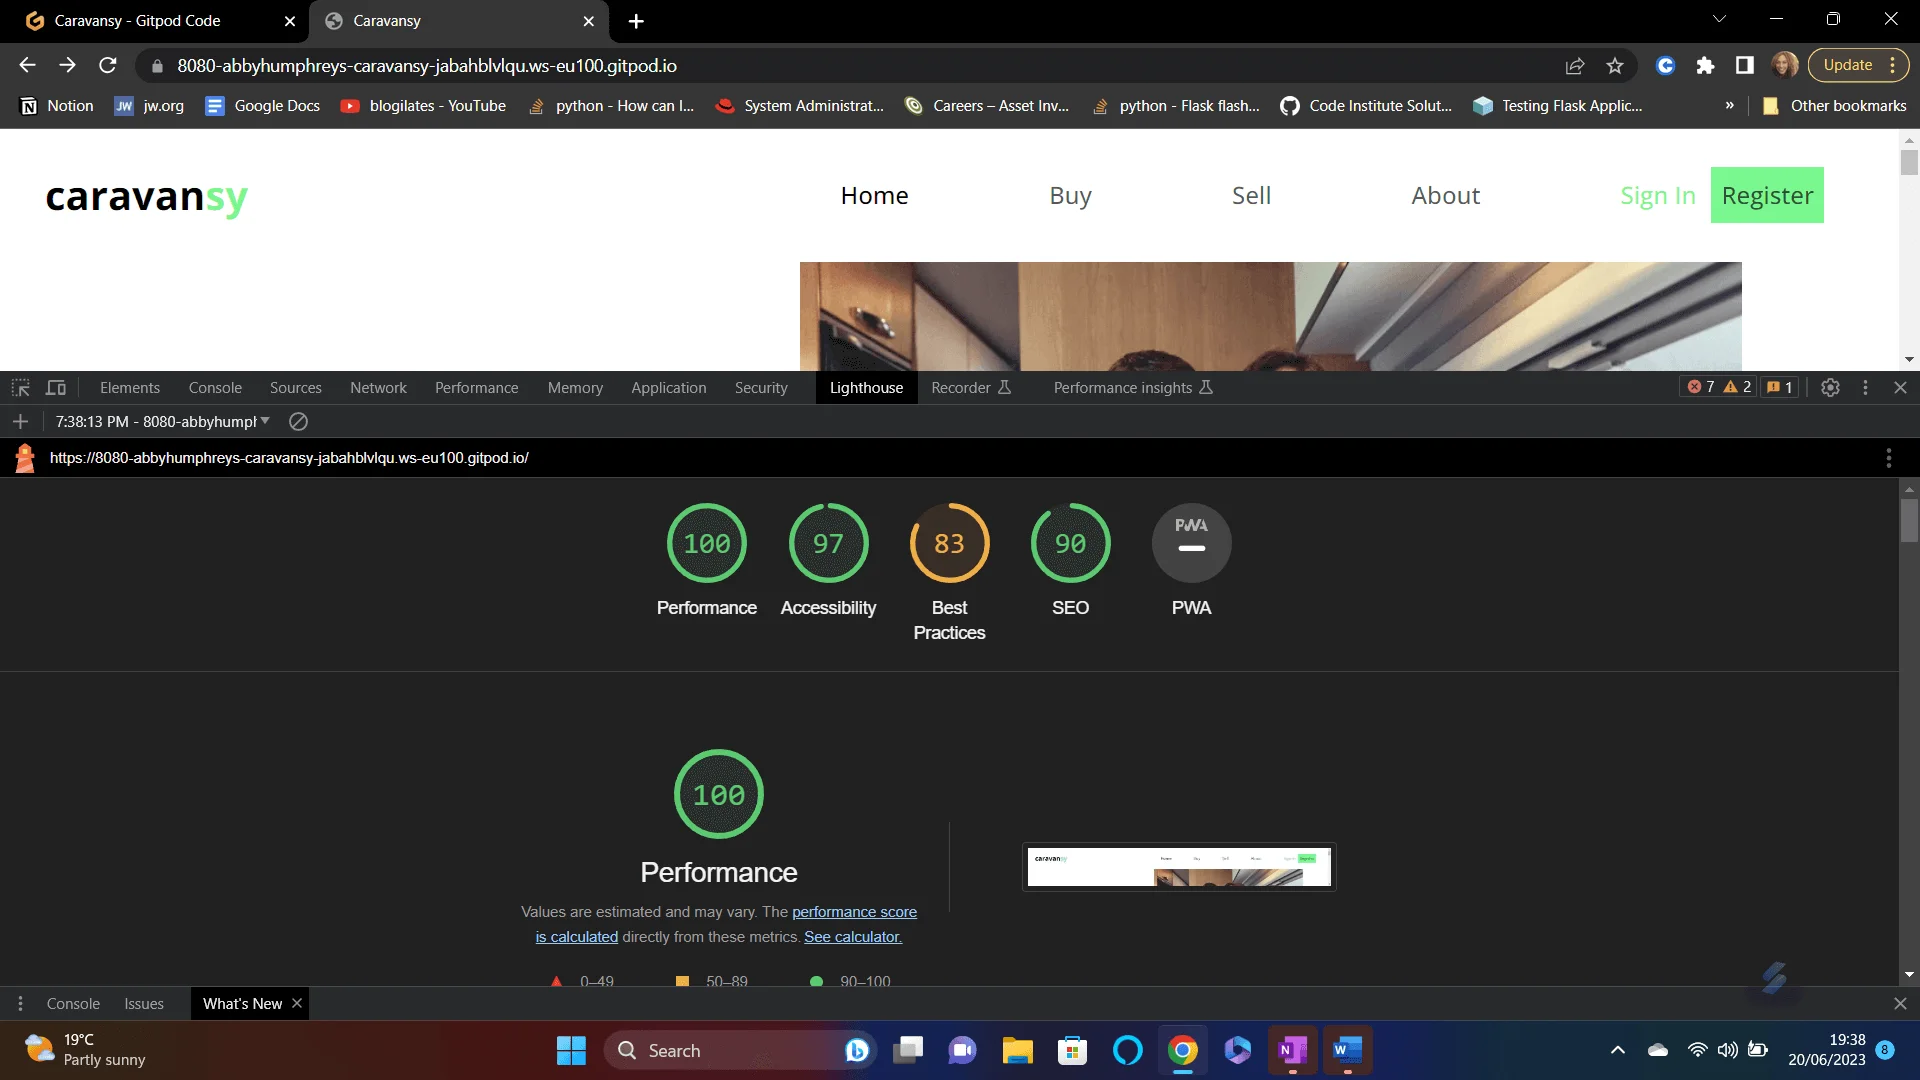 Caravansy - Gitpod Code
Caravansy
8080-abbyhumphreys-caravansy-jabahblvlqu.ws-eu100.gitpod.io
Update
Notion
jw.org
Google Docs
blogilates - YouTube
python - How can I...
System Administrat...
Careers – Asset Inv...
python - Flask flash...
Code Institute Solut...
Testing Flask Applic...
»
Other bookmarks
caravansy
Home
Buy
Sell
About
Sign In
Register
Elements
Console
Sources
Network
Performance
Memory
Application
Security
Lighthouse
Recorder
Performance insights
7
2
1
7:38:13 PM - 8080-abbyhumpl
https://8080-abbyhumphreys-caravansy-jabahblvlqu.ws-eu100.gitpod.io/
100
97
83
90
PWA
Performance
Accessibility
Best
Practices
SEO
PWA
100
Performance
Values are estimated and may vary. The performance score
is calculated directly from these metrics. See calculator.
0–49
50–89
90–100
caravansy
Console
Issues
What's New
19°C
Partly sunny
Search
19:38
20/06/2023
8